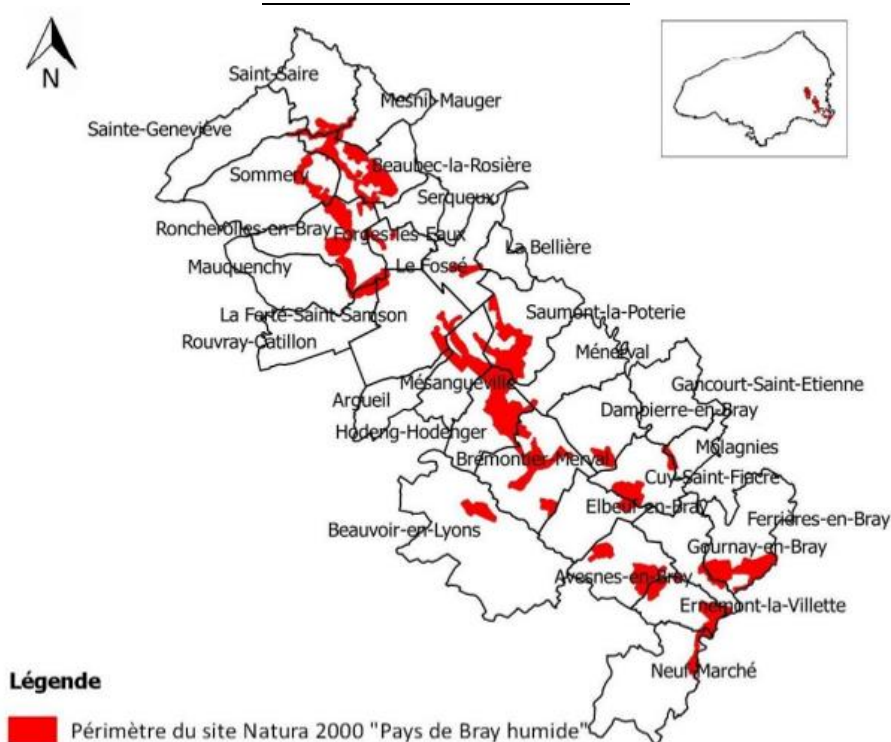 N
Saint-Saire
Mesnil-Mauger
Sainte-Geneviève
Beaubec-la-Rosière
Sommery
Serqueux
Roncherolles-en-Bray
Forges-les-Eaux
La Bellière
Mauquenchy
Le Fossé
La Ferté-Saint-Samson
Saumont-la-Poterie
Rouvray-Catillon
Ménerval
Mésangueville
Gancourt-Saint-Etienne
Argueil
Dampierre-en-Bray
Hodeng-Hodenger
Molagnies
Brémontier-Merval
Cuy-Saint-Fiacre
Elbeuf-en-Bray
Ferrières-en-Bray
Beauvoir-en-Lyons
Gournay-en-Bray
Avesnes-en-Bray
Ernemont-la-Villette
Neuf-Marché
Légende
Périmètre du site Natura 2000 "Pays de Bray humide"